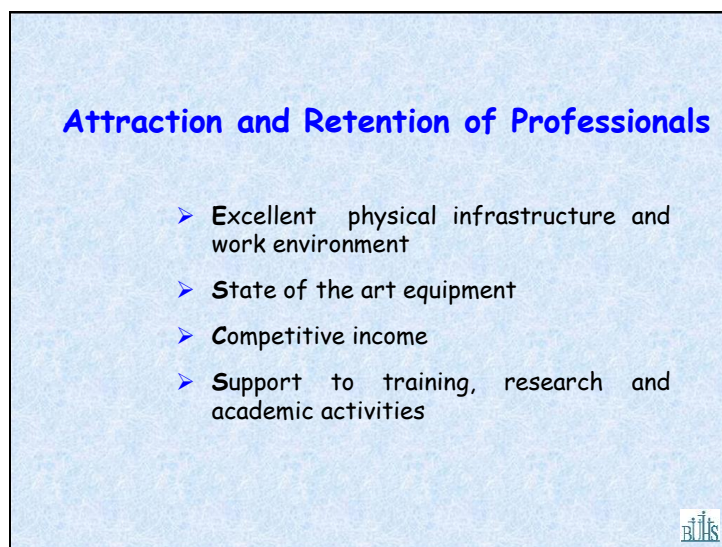 Attraction and Retention of Professionals
➢ Excellent physical infrastructure and
work environment
➢ State of the art equipment
➢ Competitive income
➢ Support to training, research and
academic activities
BUHS